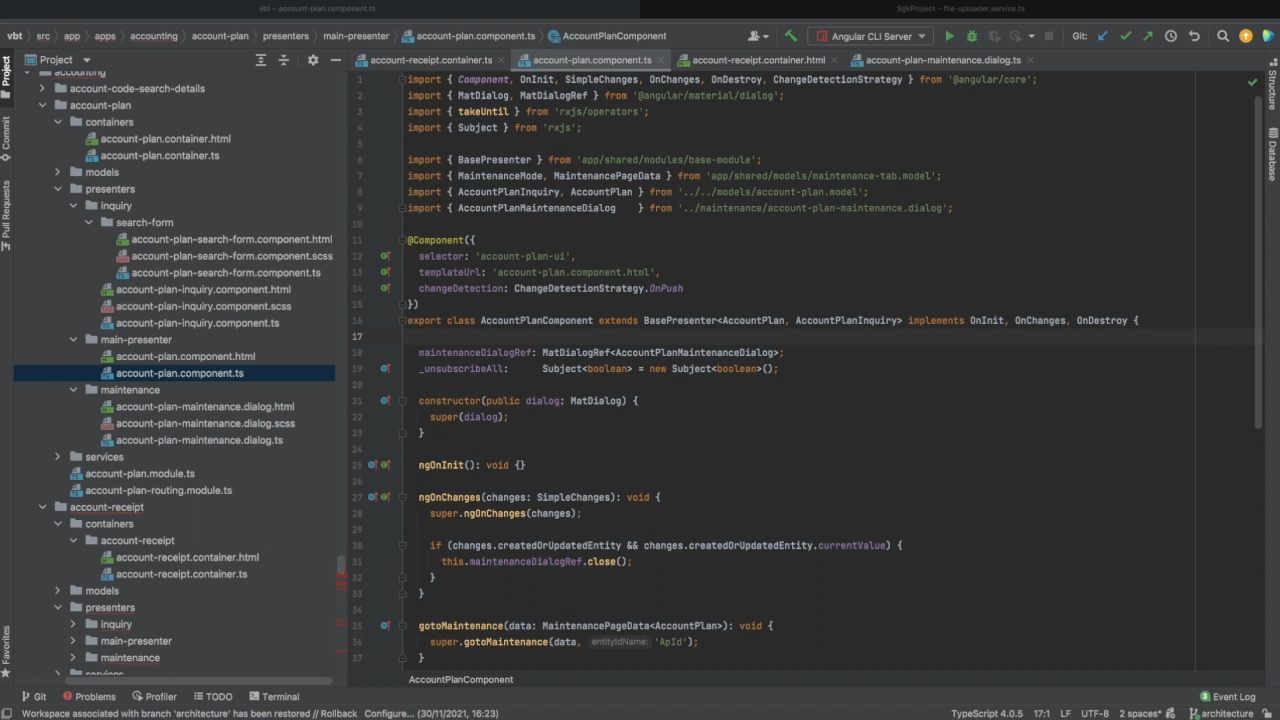 vbt – account-plan.component.ts
SgkProject – file-uploader.service.ts
vbt src app apps accounting account-plan presenters main-presenter account-plan.component.ts AccountPlanComponent
Angular CLI Server
Git:
Project
account-receipt.container.ts
account-plan.component.ts
account-receipt.container.html
account-plan-maintenance.dialog.ts
Project
Commit
Pull Requests
Favorites
Structure
Database
accounting
account-code-search-details
account-plan
containers
account-plan.container.html
account-plan.container.ts
models
presenters
inquiry
search-form
account-plan-search-form.component.html
account-plan-search-form.component.scss
account-plan-search-form.component.ts
account-plan-inquiry.component.html
account-plan-inquiry.component.scss
account-plan-inquiry.component.ts
main-presenter
account-plan.component.html
account-plan.component.ts
maintenance
account-plan-maintenance.dialog.html
account-plan-maintenance.dialog.scss
account-plan-maintenance.dialog.ts
services
account-plan.module.ts
account-plan-routing.module.ts
account-receipt
containers
account-receipt
account-receipt.container.html
account-receipt.container.ts
models
presenters
inquiry
main-presenter
maintenance
services
1 import { Component, OnInit, SimpleChanges, OnChanges, OnDestroy, ChangeDetectionStrategy } from '@angular/core';
2 import { MatDialog, MatDialogRef } from '@angular/material/dialog';
3 import { takeUntil } from 'rxjs/operators';
4 import { Subject } from 'rxjs';
5
6 import { BasePresenter } from 'app/shared/modules/base-module';
7 import { MaintenanceMode, MaintenancePageData } from 'app/shared/models/maintenance-tab.model';
8 import { AccountPlanInquiry, AccountPlan } from '../../models/account-plan.model';
9 import { AccountPlanMaintenanceDialog } from '../maintenance/account-plan-maintenance.dialog';
10
11 @Component({
12 selector: 'account-plan-ui',
13 templateUrl: 'account-plan.component.html',
14 changeDetection: ChangeDetectionStrategy.OnPush
15 })
16 export class AccountPlanComponent extends BasePresenter<AccountPlan, AccountPlanInquiry> implements OnInit, OnChanges, OnDestroy {
17
18 maintenanceDialogRef: MatDialogRef<AccountPlanMaintenanceDialog>;
19 _unsubscribeAll: Subject<boolean> = new Subject<boolean>();
20
21 constructor(public dialog: MatDialog) {
22 super(dialog);
23 }
24
25 ngOnInit(): void {}
26
27 ngOnChanges(changes: SimpleChanges): void {
28 super.ngOnChanges(changes);
29
30 if (changes.createdOrUpdatedEntity && changes.createdOrUpdatedEntity.currentValue) {
31 this.maintenanceDialogRef.close();
32 }
33 }
34
35 gotoMaintenance(data: MaintenancePageData<AccountPlan>): void {
36 super.gotoMaintenance(data, entityIdName: 'ApId');
37 }
AccountPlanComponent
Git Problems Profiler TODO Terminal
3 Event Log
Workspace associated with branch 'architecture' has been restored // Rollback Configure... (30/11/2021, 16:23)
TypeScript 4.0.5 17:1 LF UTF-8 2 spaces* architecture